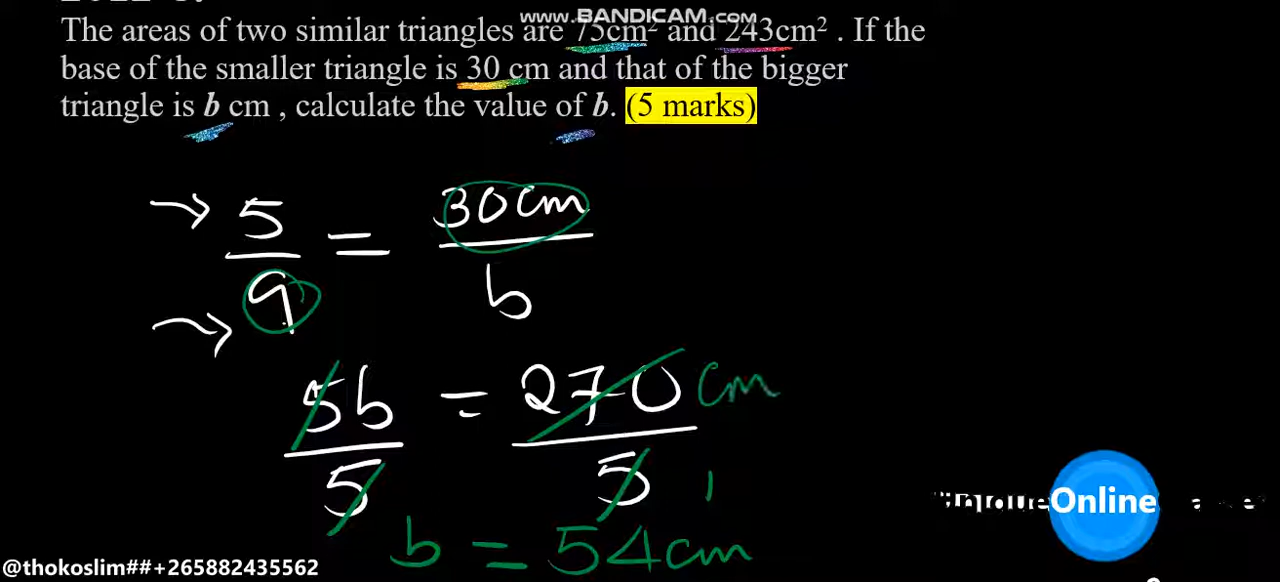 www.BANDICAM.com
The areas of two similar triangles are 75cm² and 243cm² . If the
base of the smaller triangle is 30 cm and that of the bigger
triangle is b cm , calculate the value of b. (5 marks)
5/9 = 30cm/b
5b/5 = 270cm/5
b = 54cm
Online
@thokoslim##+265882435562